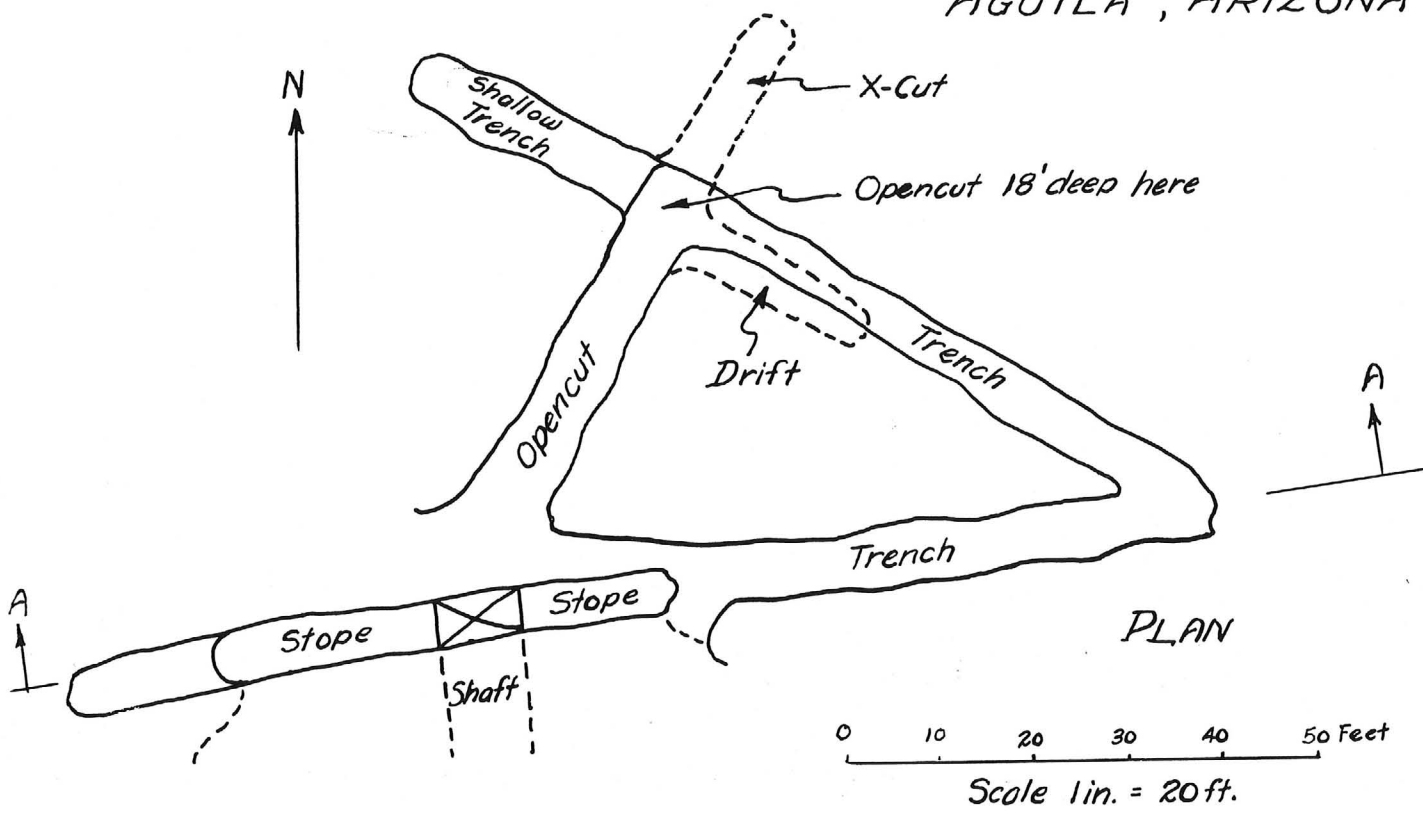 AGUILA, ARIZONA
N
Shallow
Trench
X-Cut
Opencut 18' deep here
Drift
Trench
Opencut
A
Trench
A
Stope
Stope
Shaft
PLAN
0 10 20 30 40 50 Feet
Scale 1in. = 20ft.